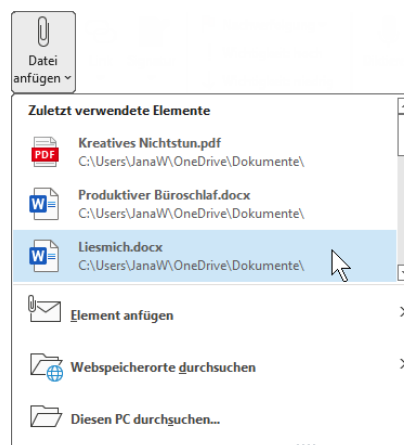 Datei
anfügen
Zuletzt verwendete Elemente
Kreatives Nichtstun.pdf
PDF
C:\Users\JanaW\OneDrive\Dokumente\
Produktiver Büroschlaf.docx
W
C:\Users\JanaW\OneDrive\Dokumente\
Liesmich.docx
W
C:\Users\JanaW\OneDrive\Dokumente\
Element anfügen
Webspeicherorte durchsuchen
Diesen PC durchsuchen...